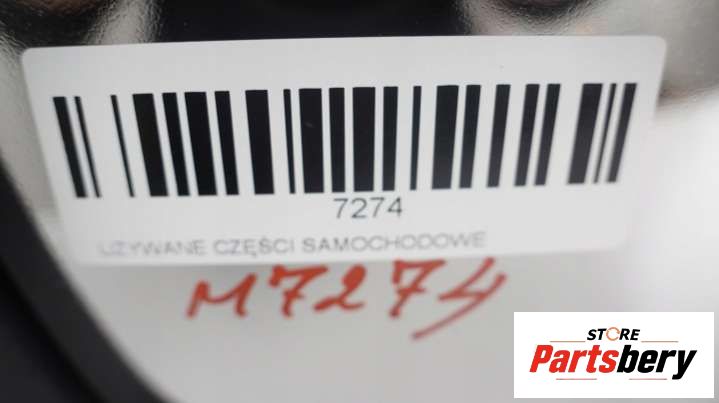 7274
UŻYWANE CZĘŚCI SAMOCHODOWE
M7274
STORE
Partsbery